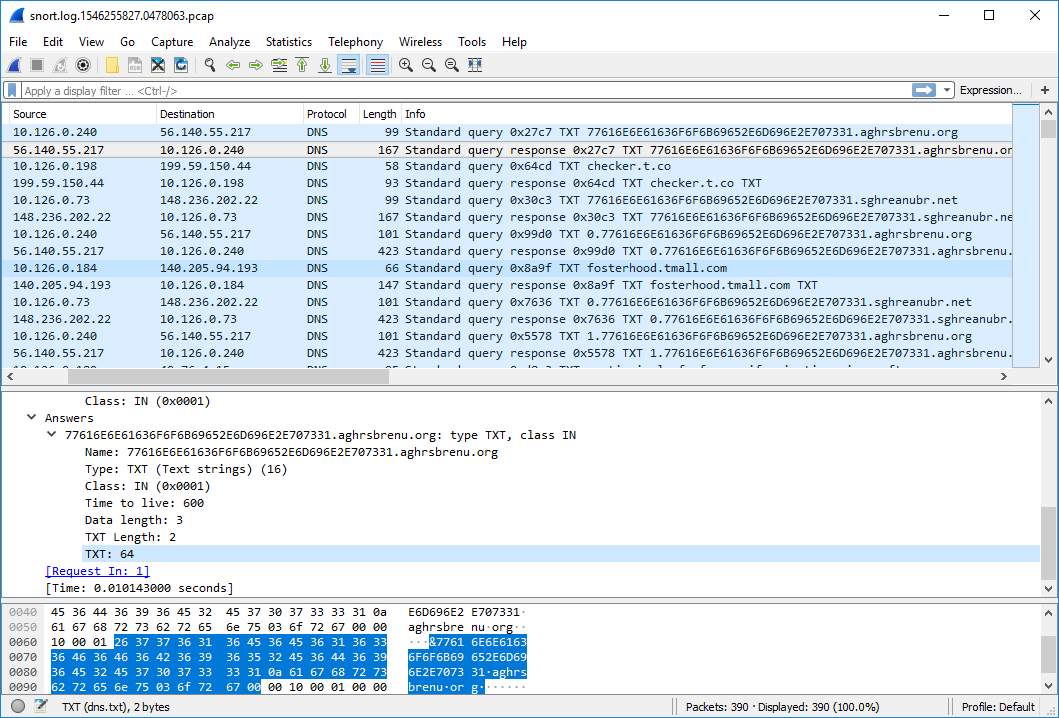 snort.log.1546255827.0478063.pcap
File Edit View Go Capture Analyze Statistics Telephony Wireless Tools Help
Apply a display filter ... <Ctrl-/> Expression... +
Source Destination Protocol Length Info
10.126.0.240 56.140.55.217 DNS 99 Standard query 0x27c7 TXT 77616E6E61636F6F6B69652E6D696E2E707331.aghrsbrenu.org
56.140.55.217 10.126.0.240 DNS 167 Standard query response 0x27c7 TXT 77616E6E61636F6F6B69652E6D696E2E707331.aghrsbrenu.or
10.126.0.198 199.59.150.44 DNS 58 Standard query 0x64cd TXT checker.t.co
199.59.150.44 10.126.0.198 DNS 93 Standard query response 0x64cd TXT checker.t.co TXT
10.126.0.73 148.236.202.22 DNS 99 Standard query 0x30c3 TXT 77616E6E61636F6F6B69652E6D696E2E707331.sghreanubr.net
148.236.202.22 10.126.0.73 DNS 167 Standard query response 0x30c3 TXT 77616E6E61636F6F6B69652E6D696E2E707331.sghreanubr.ne
10.126.0.240 56.140.55.217 DNS 101 Standard query 0x99d0 TXT 0.77616E6E61636F6F6B69652E6D696E2E707331.aghrsbrenu.org
56.140.55.217 10.126.0.240 DNS 423 Standard query response 0x99d0 TXT 0.77616E6E61636F6F6B69652E6D696E2E707331.aghrsbrenu.
10.126.0.184 140.205.94.193 DNS 66 Standard query 0x8a9f TXT fosterhood.tmall.com
140.205.94.193 10.126.0.184 DNS 147 Standard query response 0x8a9f TXT fosterhood.tmall.com TXT
10.126.0.73 148.236.202.22 DNS 101 Standard query 0x7636 TXT 0.77616E6E61636F6F6B69652E6D696E2E707331.sghreanubr.net
148.236.202.22 10.126.0.73 DNS 423 Standard query response 0x7636 TXT 0.77616E6E61636F6F6B69652E6D696E2E707331.sghreanubr.
10.126.0.240 56.140.55.217 DNS 101 Standard query 0x5578 TXT 1.77616E6E61636F6F6B69652E6D696E2E707331.aghrsbrenu.org
56.140.55.217 10.126.0.240 DNS 423 Standard query response 0x5578 TXT 1.77616E6E61636F6F6B69652E6D696E2E707331.aghrsbrenu.
Class: IN (0x0001)
Answers
77616E6E61636F6F6B69652E6D696E2E707331.aghrsbrenu.org: type TXT, class IN
Name: 77616E6E61636F6F6B69652E6D696E2E707331.aghrsbrenu.org
Type: TXT (Text strings) (16)
Class: IN (0x0001)
Time to live: 600
Data length: 3
TXT Length: 2
TXT: 64
[Request In: 1]
[Time: 0.010143000 seconds]
0040 45 36 44 36 39 36 45 32 45 37 30 37 33 33 31 0a E6D696E2 E707331·
0050 61 67 68 72 73 62 72 65 6e 75 03 6f 72 67 00 00 aghrsbre nu·org··
0060 10 00 01 26 37 37 36 31 36 45 36 45 36 31 36 33 ···&7761 6E6E6163
0070 36 46 36 46 36 42 36 39 36 35 32 45 36 44 36 39 6F6F6B69 652E6D69
0080 36 45 32 45 37 30 37 33 33 31 0a 61 67 68 72 73 6E2E7073 31·aghrs
0090 62 72 65 6e 75 03 6f 72 67 00 00 10 00 01 00 00 brenu·or g·······
TXT (dns.txt), 2 bytes Packets: 390 · Displayed: 390 (100.0%) Profile: Default